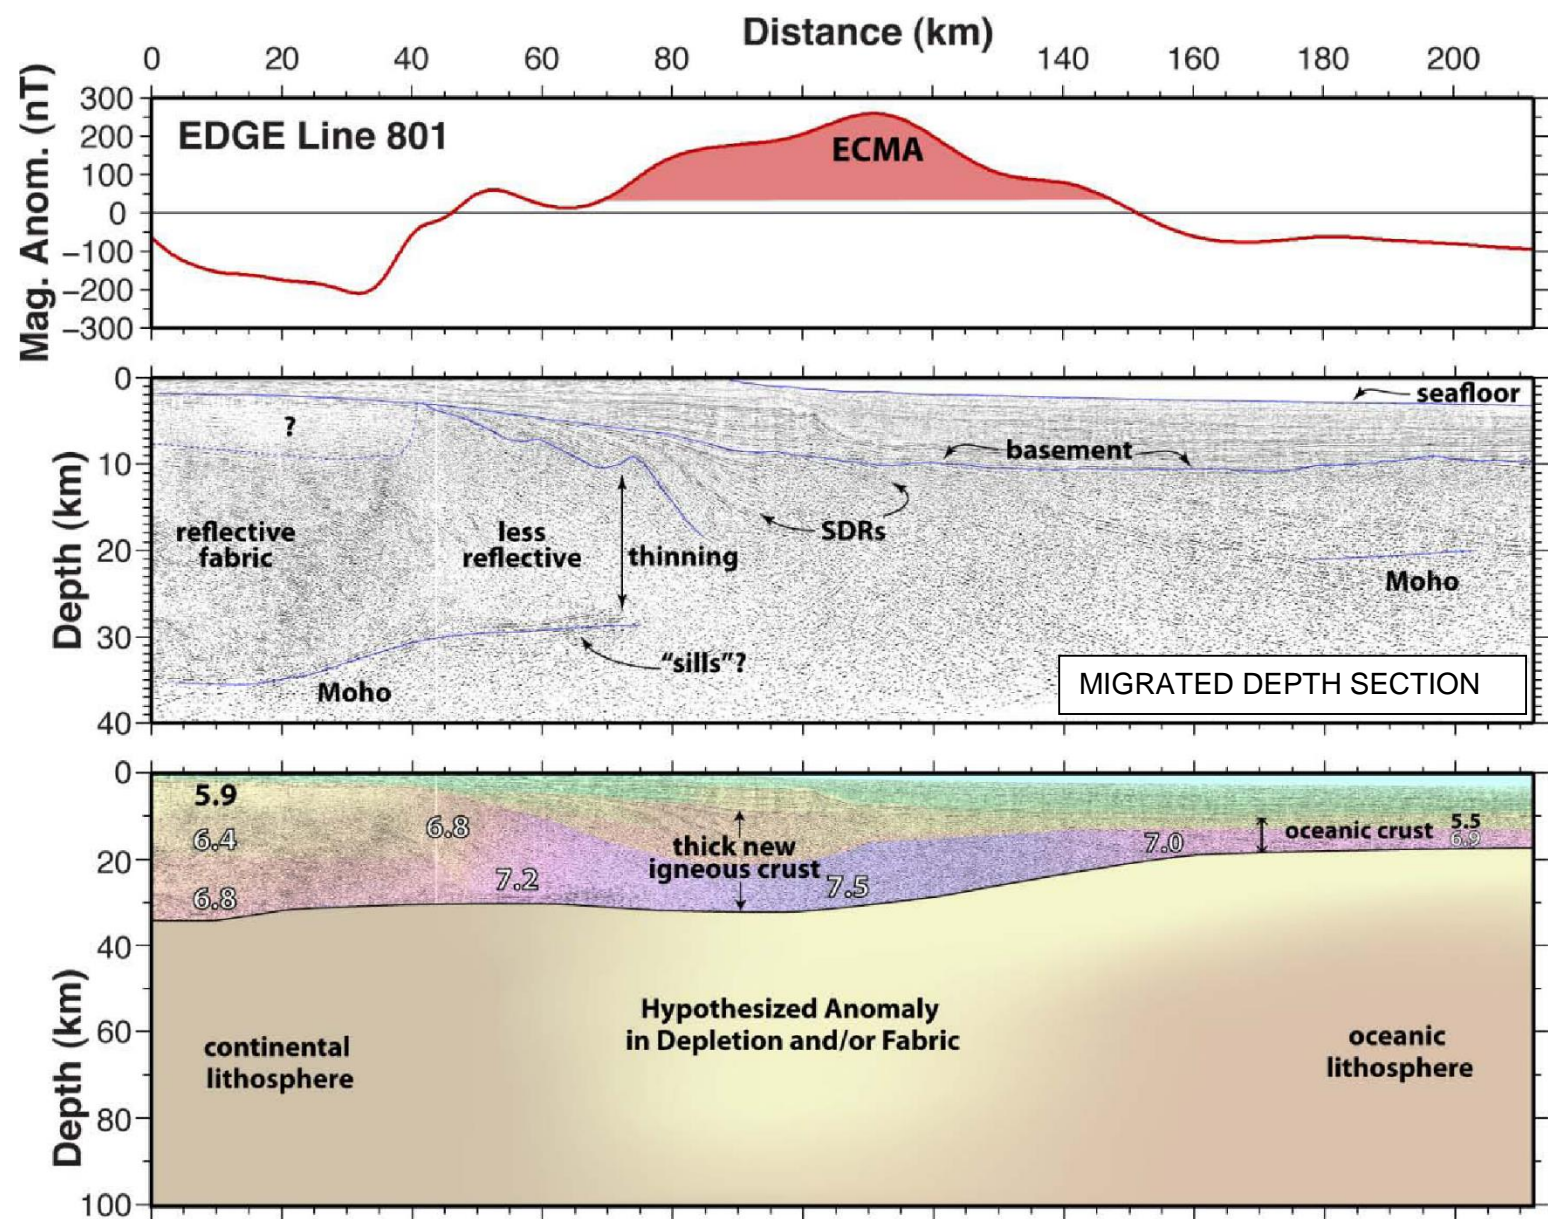 Distance (km)
0 20 40 60 80 140 160 180 200
Mag. Anom. (nT)
300
200
100
0
−100
−200
−300
EDGE Line 801
ECMA
Depth (km)
0
10
20
30
40
?
seafloor
basement
reflective
fabric
less
reflective
thinning
SDRs
Moho
"sills"?
Moho
MIGRATED DEPTH SECTION
Depth (km)
0
20
40
60
80
100
5.9
6.4
6.8
6.8
7.2
thick new
igneous crust
7.5
7.0
oceanic crust
5.5
6.9
Hypothesized Anomaly
in Depletion and/or Fabric
continental
lithosphere
oceanic
lithosphere